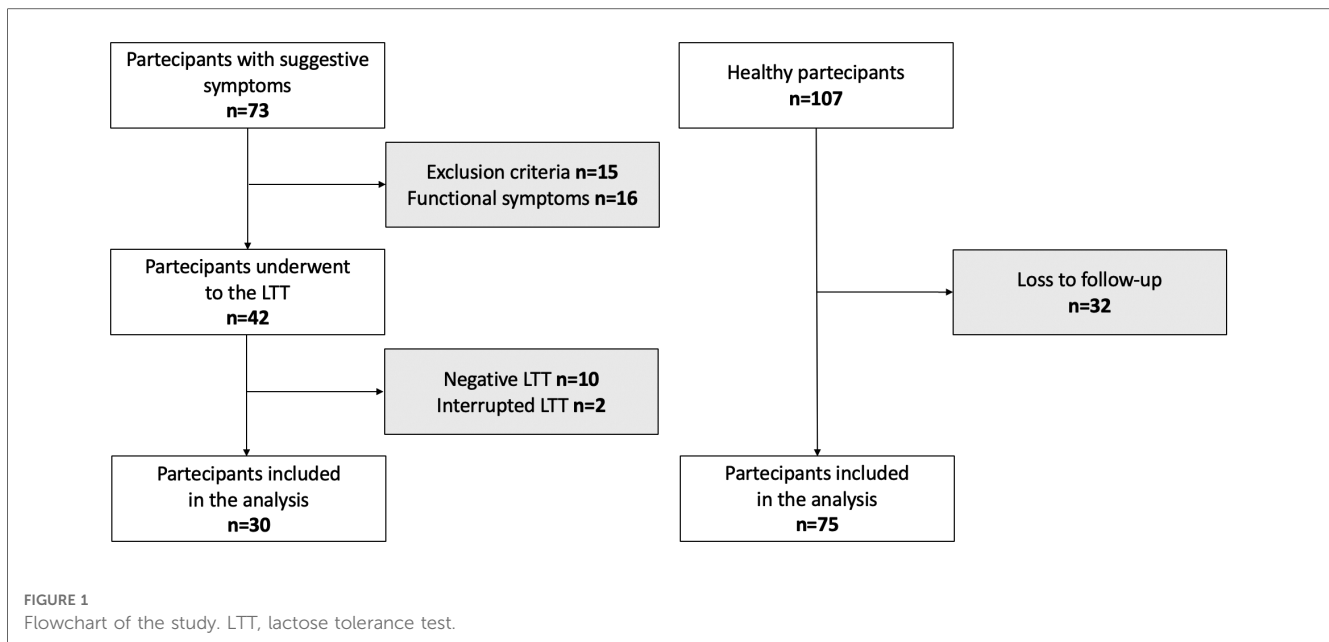 Partecipants with suggestive
symptoms
n=73
Healthy partecipants
n=107
Exclusion criteria n=15
Functional symptoms n=16
Partecipants underwent
to the LTT
n=42
Loss to follow-up
n=32
Negative LTT n=10
Interrupted LTT n=2
Partecipants included
in the analysis
n=30
Partecipants included
in the analysis
n=75
FIGURE 1
Flowchart of the study. LTT, lactose tolerance test.